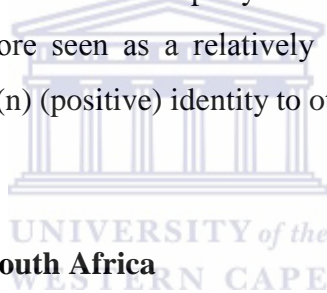 ore seen as a relatively
(n) (positive) identity to
UNIVERSITY of the
outh Africa
WESTERN CAPE